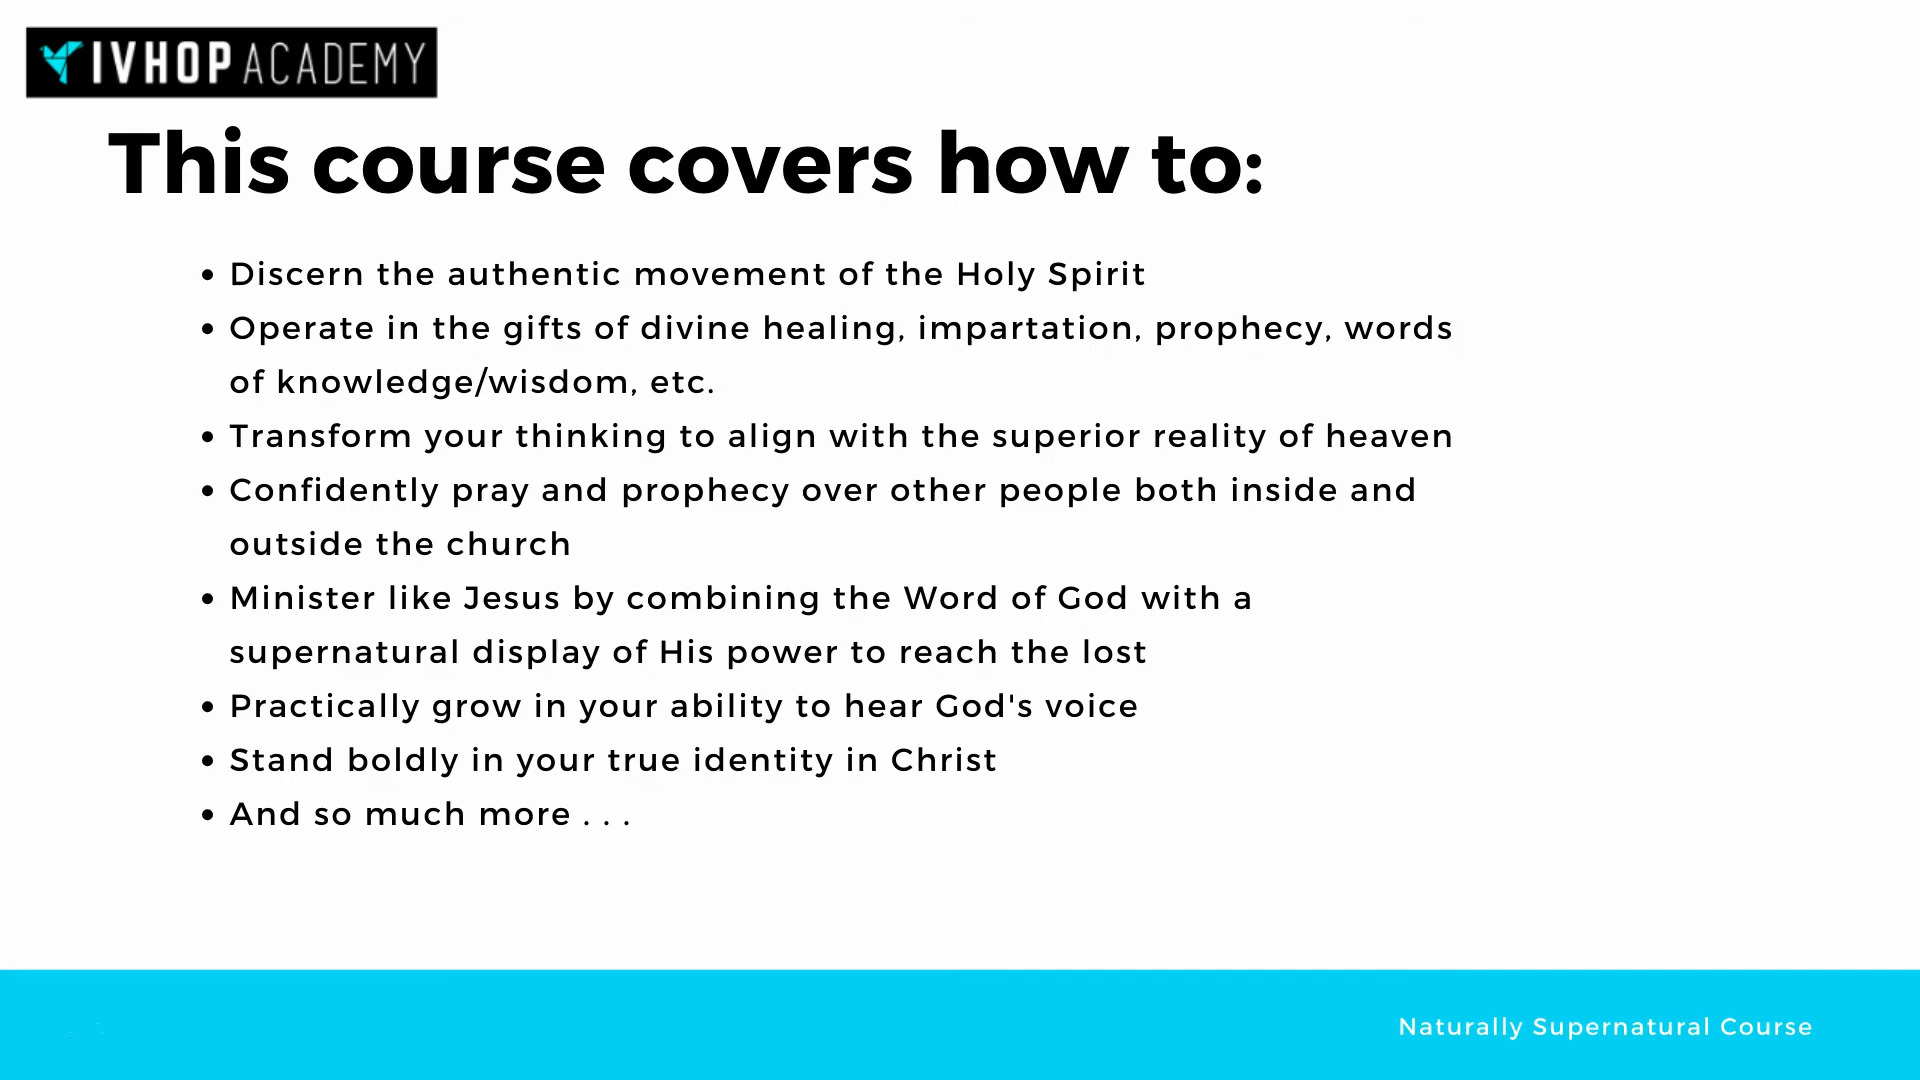 IVHOP ACADEMY
This course covers how to:
• Discern the authentic movement of the Holy Spirit
• Operate in the gifts of divine healing, impartation, prophecy, words
of knowledge/wisdom, etc.
• Transform your thinking to align with the superior reality of heaven
• Confidently pray and prophecy over other people both inside and
outside the church
• Minister like Jesus by combining the Word of God with a
supernatural display of His power to reach the lost
• Practically grow in your ability to hear God's voice
• Stand boldly in your true identity in Christ
• And so much more . . .
Naturally Supernatural Course